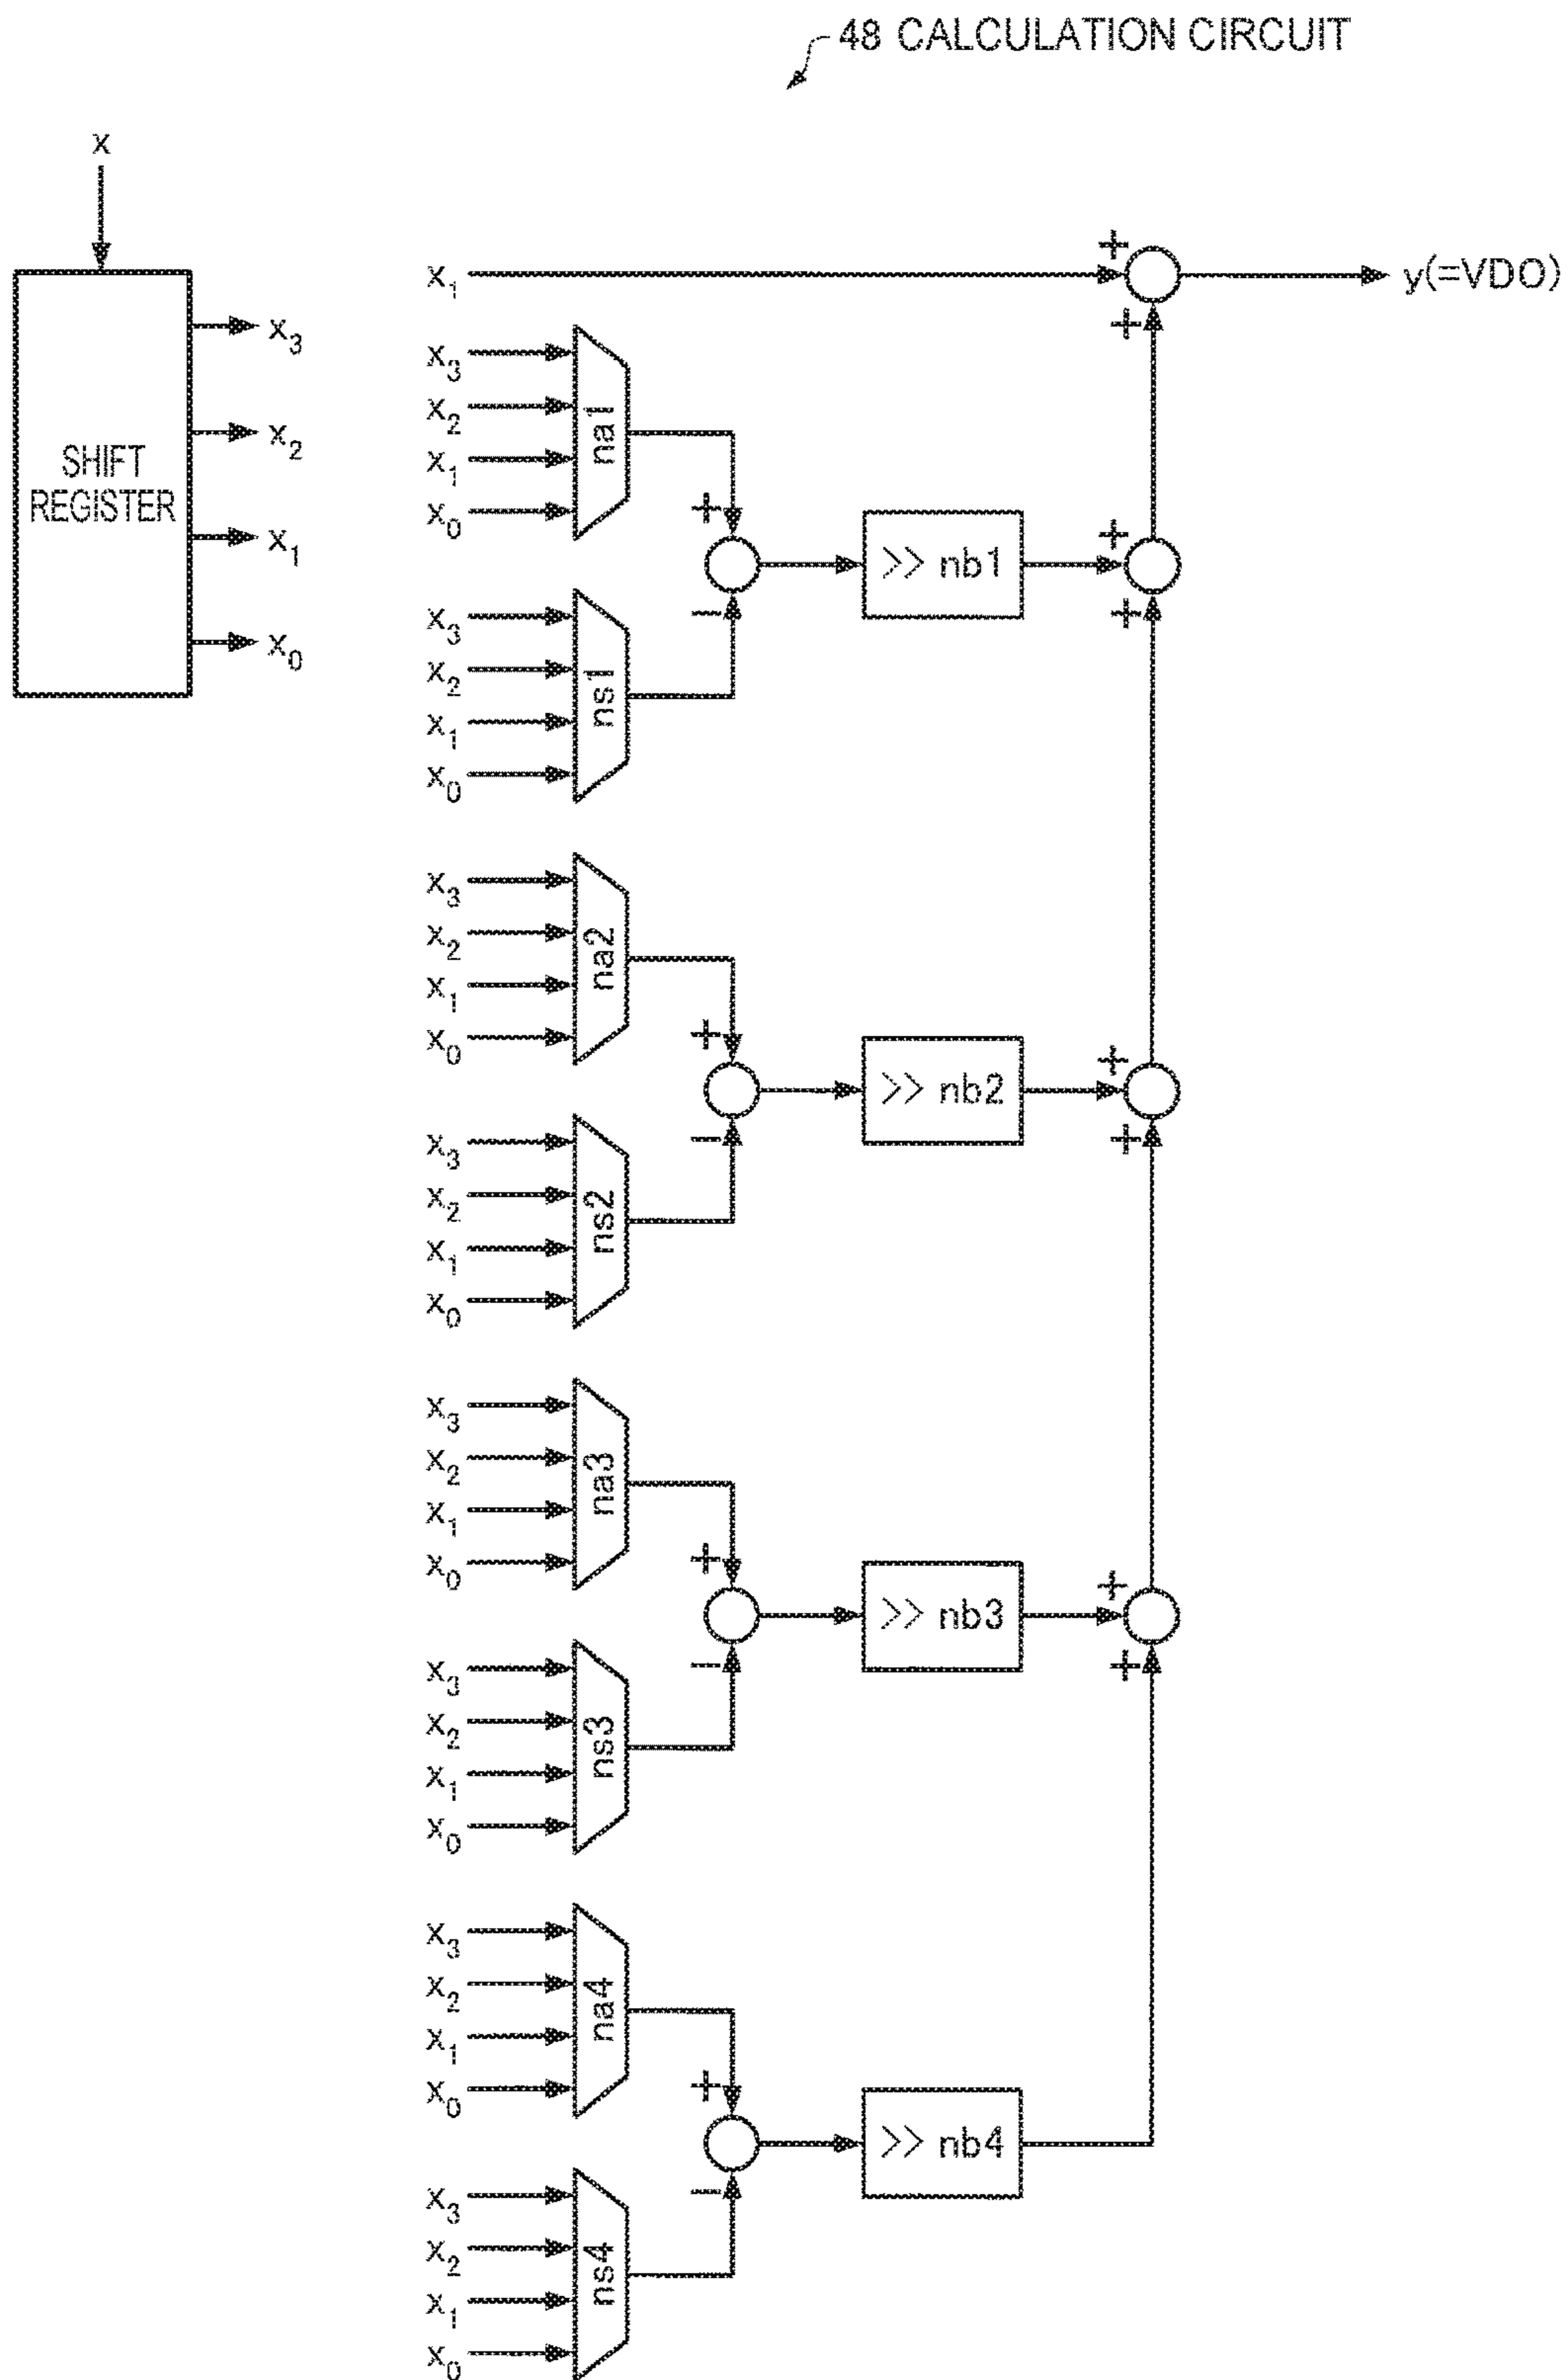 48 CALCULATION CIRCUIT
x
SHIFT
REGISTER
x₃
x₂
x₁
x₀
x₁
+
+
y(=VDO)
x₃
x₂
x₁
x₀
na1
+
−
>> nb1
+
+
x₃
x₂
x₁
x₀
ns1
x₃
x₂
x₁
x₀
na2
+
−
>> nb2
+
+
x₃
x₂
x₁
x₀
ns2
x₃
x₂
x₁
x₀
na3
+
−
>> nb3
+
+
x₃
x₂
x₁
x₀
ns3
x₃
x₂
x₁
x₀
na4
+
−
>> nb4
x₃
x₂
x₁
x₀
ns4